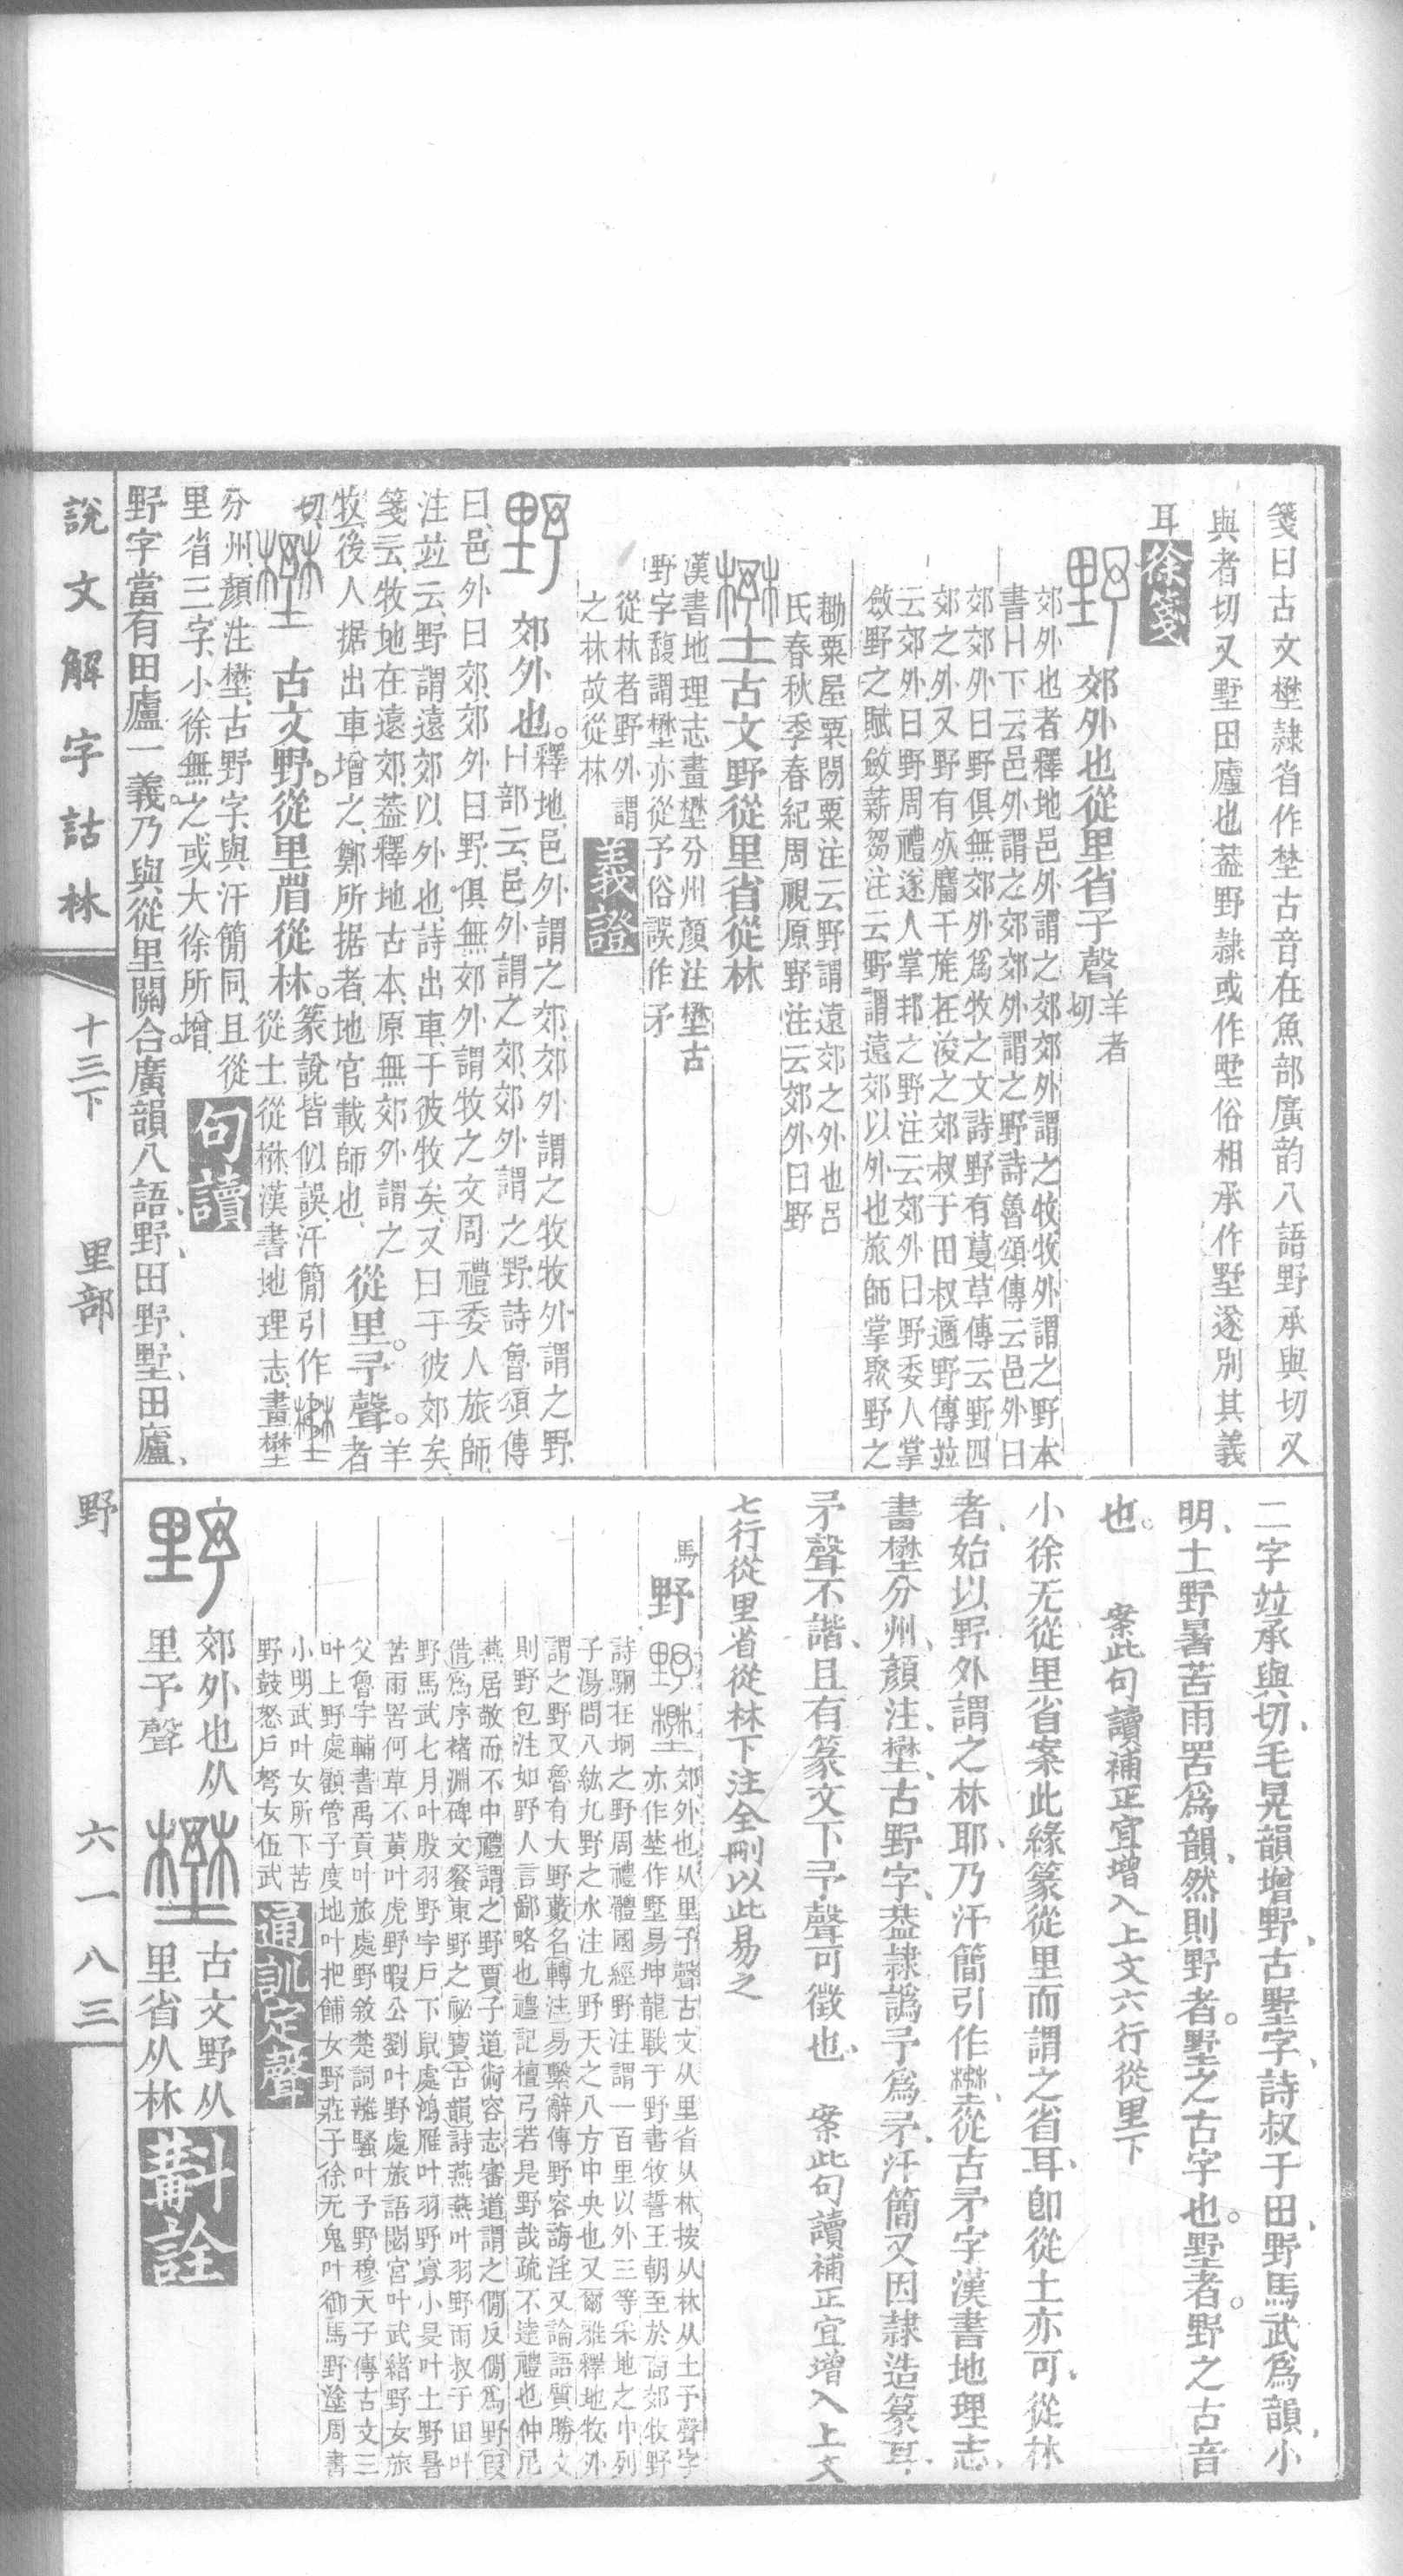 箋曰古文壄隸省作埜古音在魚部廣韵八語野承與切又
與者切又墅田廬也葢野隸或作墅俗相承作墅遂別其義
耳徐箋
野郊外也從里省予聲羊者切
郊外也者釋地邑外謂之郊郊外謂之牧牧外謂之野本
書冂下云邑外謂之郊郊外謂之野詩魯頌傳云邑外曰
郊郊外曰野俱無郊外爲牧之文詩野有蔓草傳云野四
郊之外又野有死麕干旄在浚之郊叔于田叔適野傳竝
云郊外曰野周禮遂人掌邦之野注云郊外曰野委人掌
斂野之賦斂薪芻注云野謂遠郊以外也旅師掌聚野之
耡粟屋粟閒粟注云野謂遠郊之外也呂
氏春秋季春紀周視原野注云郊外曰野
壄古文野從里省從林
漢書地理志畫壄分州顏注壄古
野字馥謂壄亦從予俗誤作矛
從林者野外謂
之林故從林義證
野郊外也。釋地、邑外謂之郊、郊外謂之牧牧外謂之野、
冂部云、邑外謂之郊、郊外謂之野、詩魯頌傳
曰、邑外曰郊、郊外曰野、俱無郊外謂牧之文周禮委人旅師、
注竝云、野謂遠郊以外也、詩出車、于彼牧矣、又曰于彼郊矣、
箋云、牧地在遠郊、葢釋地古本、原無郊外謂之
牧、後人据出車增之、鄭所据者、地官載師也、從里。予聲。羊者
切壄古文野。從里省從林。篆說皆似誤、汗簡引作壄
從土從楙、漢書地理志、畫壄
分州、顏注壄、古野字、與汗簡同、且從
里省三字、小徐無之。或大徐所增、句讀
野字當有田廬一義乃與從里關合。廣韻八語、野、田野、墅、田廬、
二字竝承與切、毛晃韻增野、古墅字、詩叔于田、野馬武爲韻、小
明、土野暑苦雨罟爲韻、然則野者。墅之古字也。墅者。野之古音
也。案此句讀補正宜增入上文六行從里下
小徐无從里省案此緣篆從里而謂之省耳、卽從土亦可、從林
者、始以野外謂之林耶、乃汗簡引作壄、從古矛字漢書地理志、
畫壄分州、顏注、壄、古野字、葢隸譌予爲矛、汗簡又因隸造篆耳、
矛聲不諧、且有篆文下予聲可徵也、案此句讀補正宜增入上文
七行從里省從林下注全刪以此易之
馬野野壄郊外也从里予聲古文从里省从林按从林从土予聲字
亦作埜作墅易坤龍戰于野書牧誓王朝至於商郊牧野
詩駉在坰之野周禮體國經野注謂一百里以外三等采地之中列
子湯問八紘九野之水注九野天之八方中央也又爾雅釋地牧外
謂之野又魯有大野藪名轉注易繫辭傳野容誨淫又論語質勝文
則野包注如野人言鄙略也禮記檀弓若是野哉疏不達禮也仲尼
燕居敬而不中禮謂之野賈子道術容志審道謂之僩反僩爲野叚
借爲序褚淵碑文餐東野之祕寶古韻詩燕燕叶羽野雨叔于田叶
野馬武七月叶股羽野宇戶下鼠處鴻雁叶羽野寡小旻叶土野暑
苦雨罟何草不黃叶虎野暇公劉叶野處旅語閟宮叶武緒野女旅
父魯宇輔書禹貢叶旅處野敘楚詞離騷叶予野穆天子傳古文三
叶上野處顧管子度地叶把餔女野莊子徐无鬼叶御馬野塗周書
小明武叶女所下苦
野鼓怒戶弩女伍武通訓定聲
野郊外也从里予聲壄古文野从里省从林斠詮
說文解字詁林
十三下
里部
野
六一八三